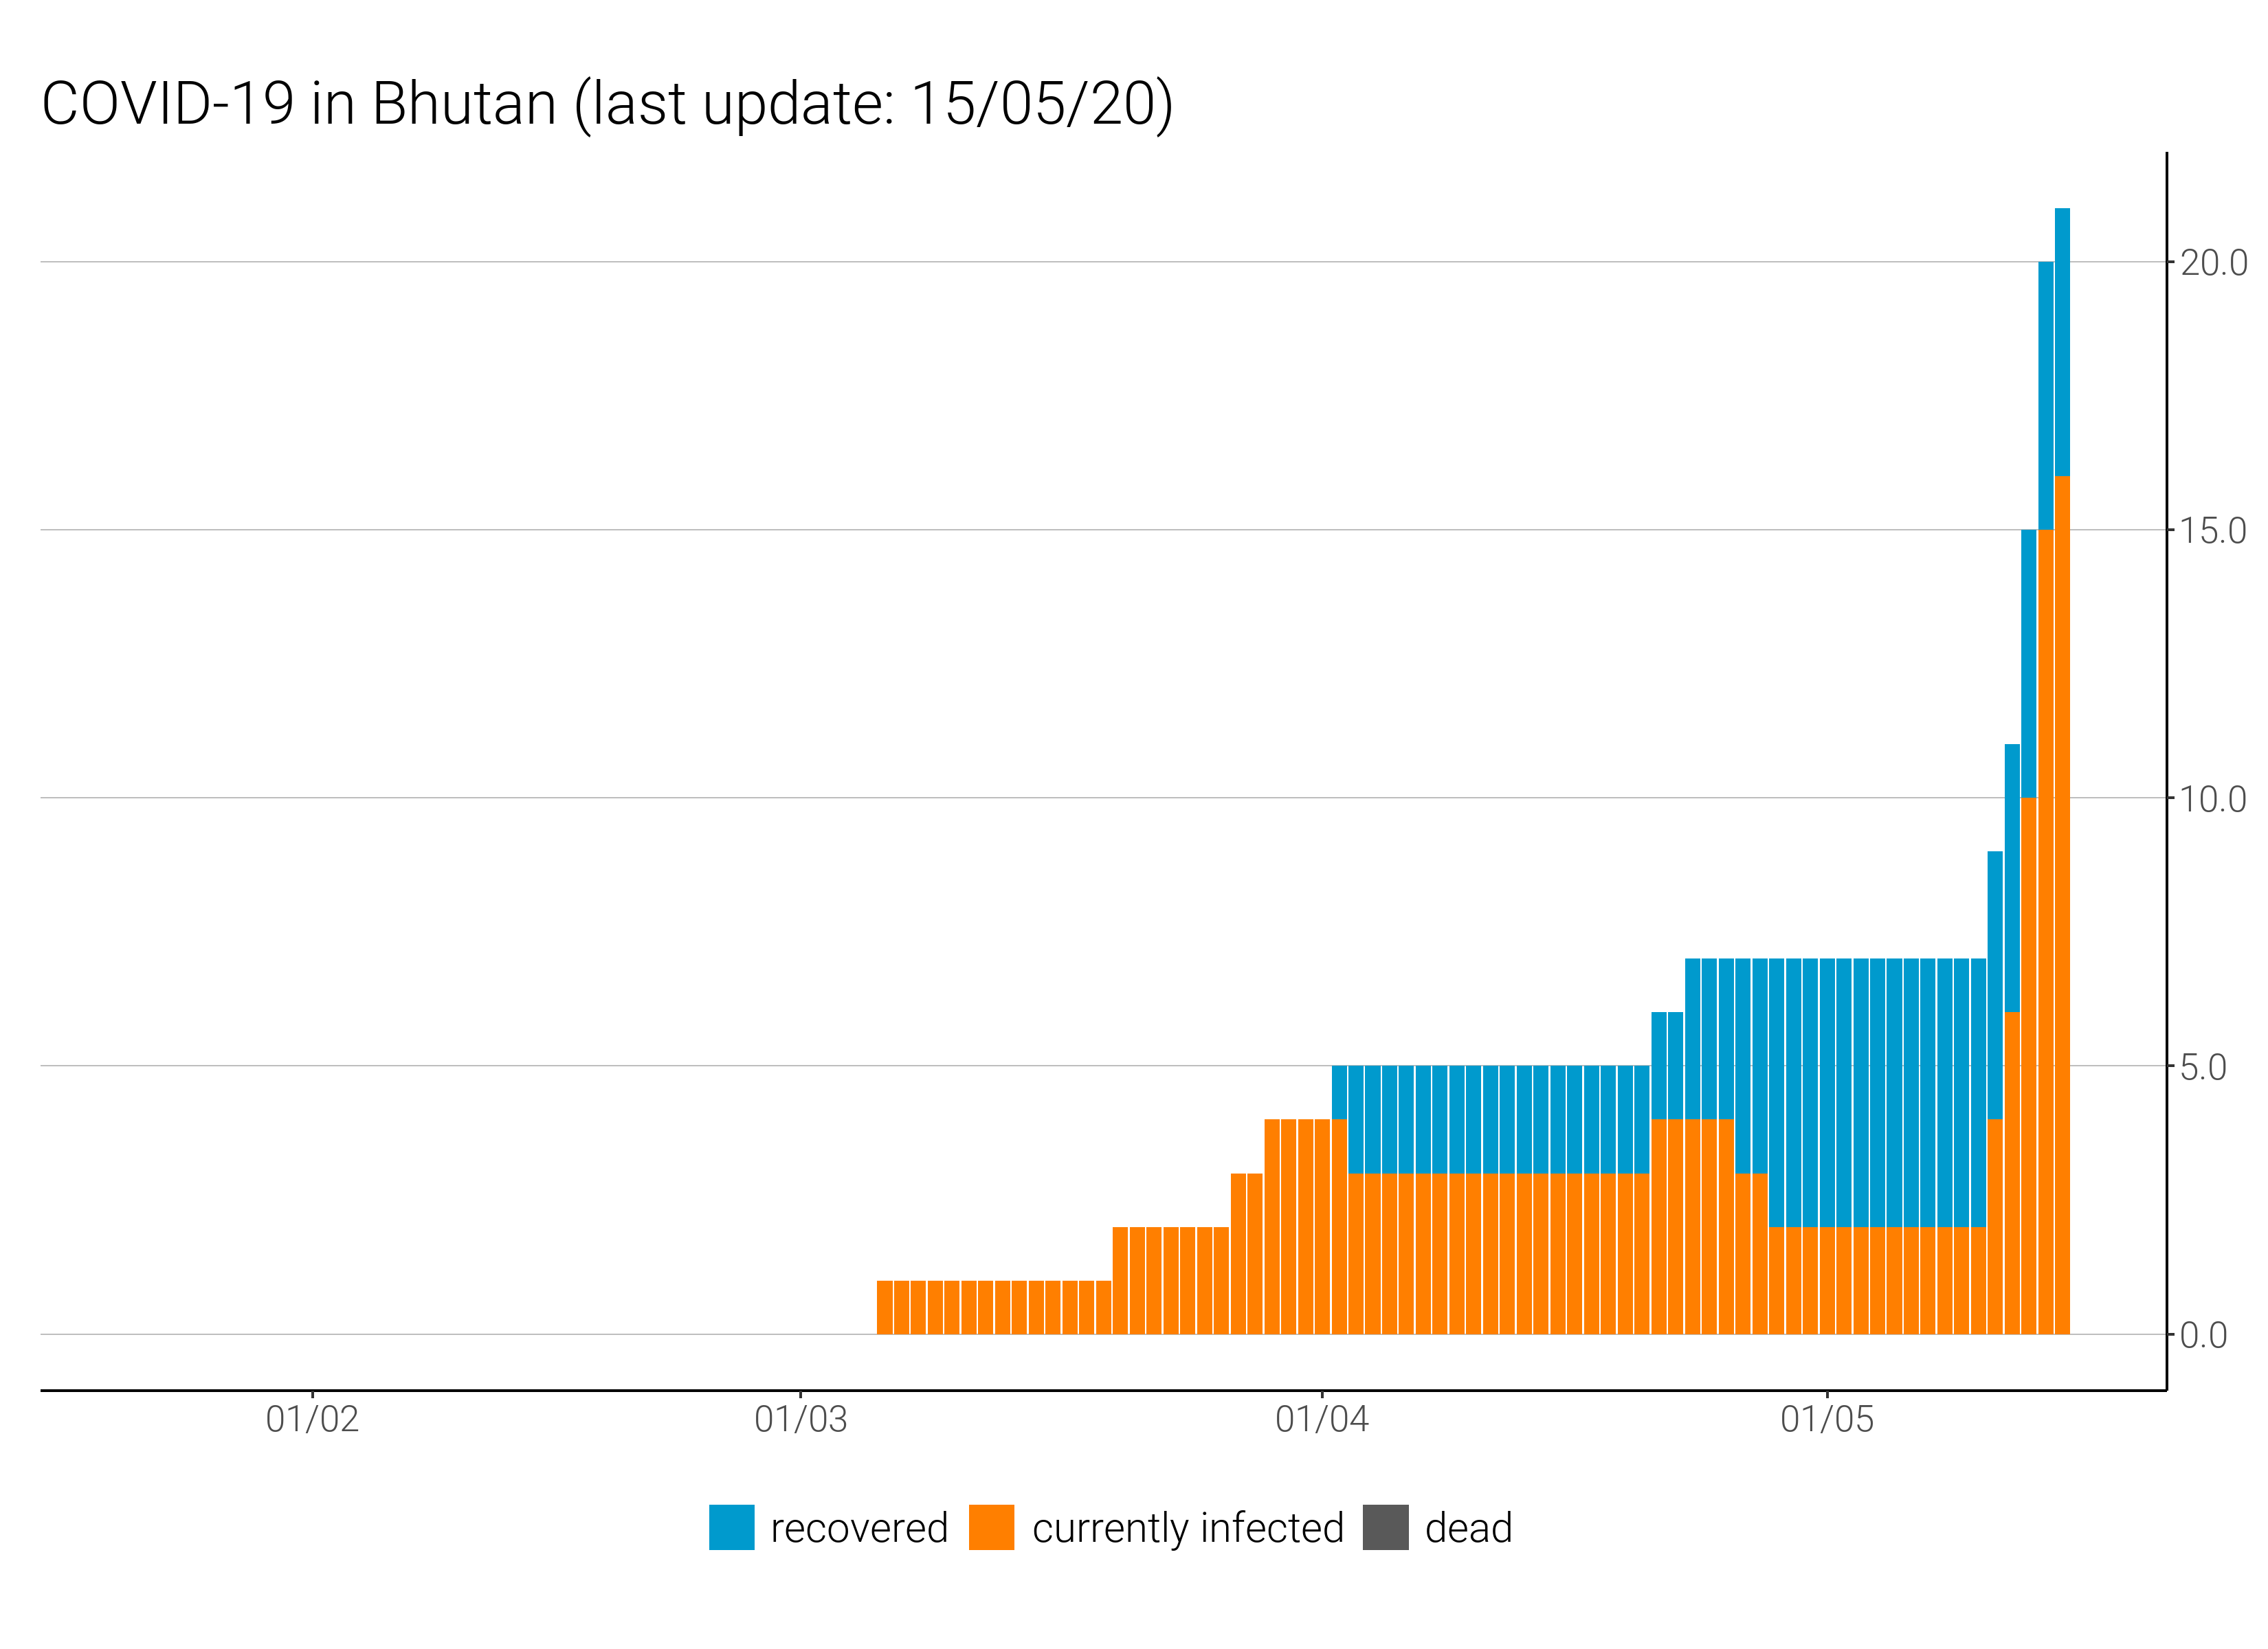 COVID-19 in Bhutan (last update: 15/05/20)
20.0
15.0
10.0
5.0
0.0
01/02 01/03 01/04 01/05
recovered currently infected dead